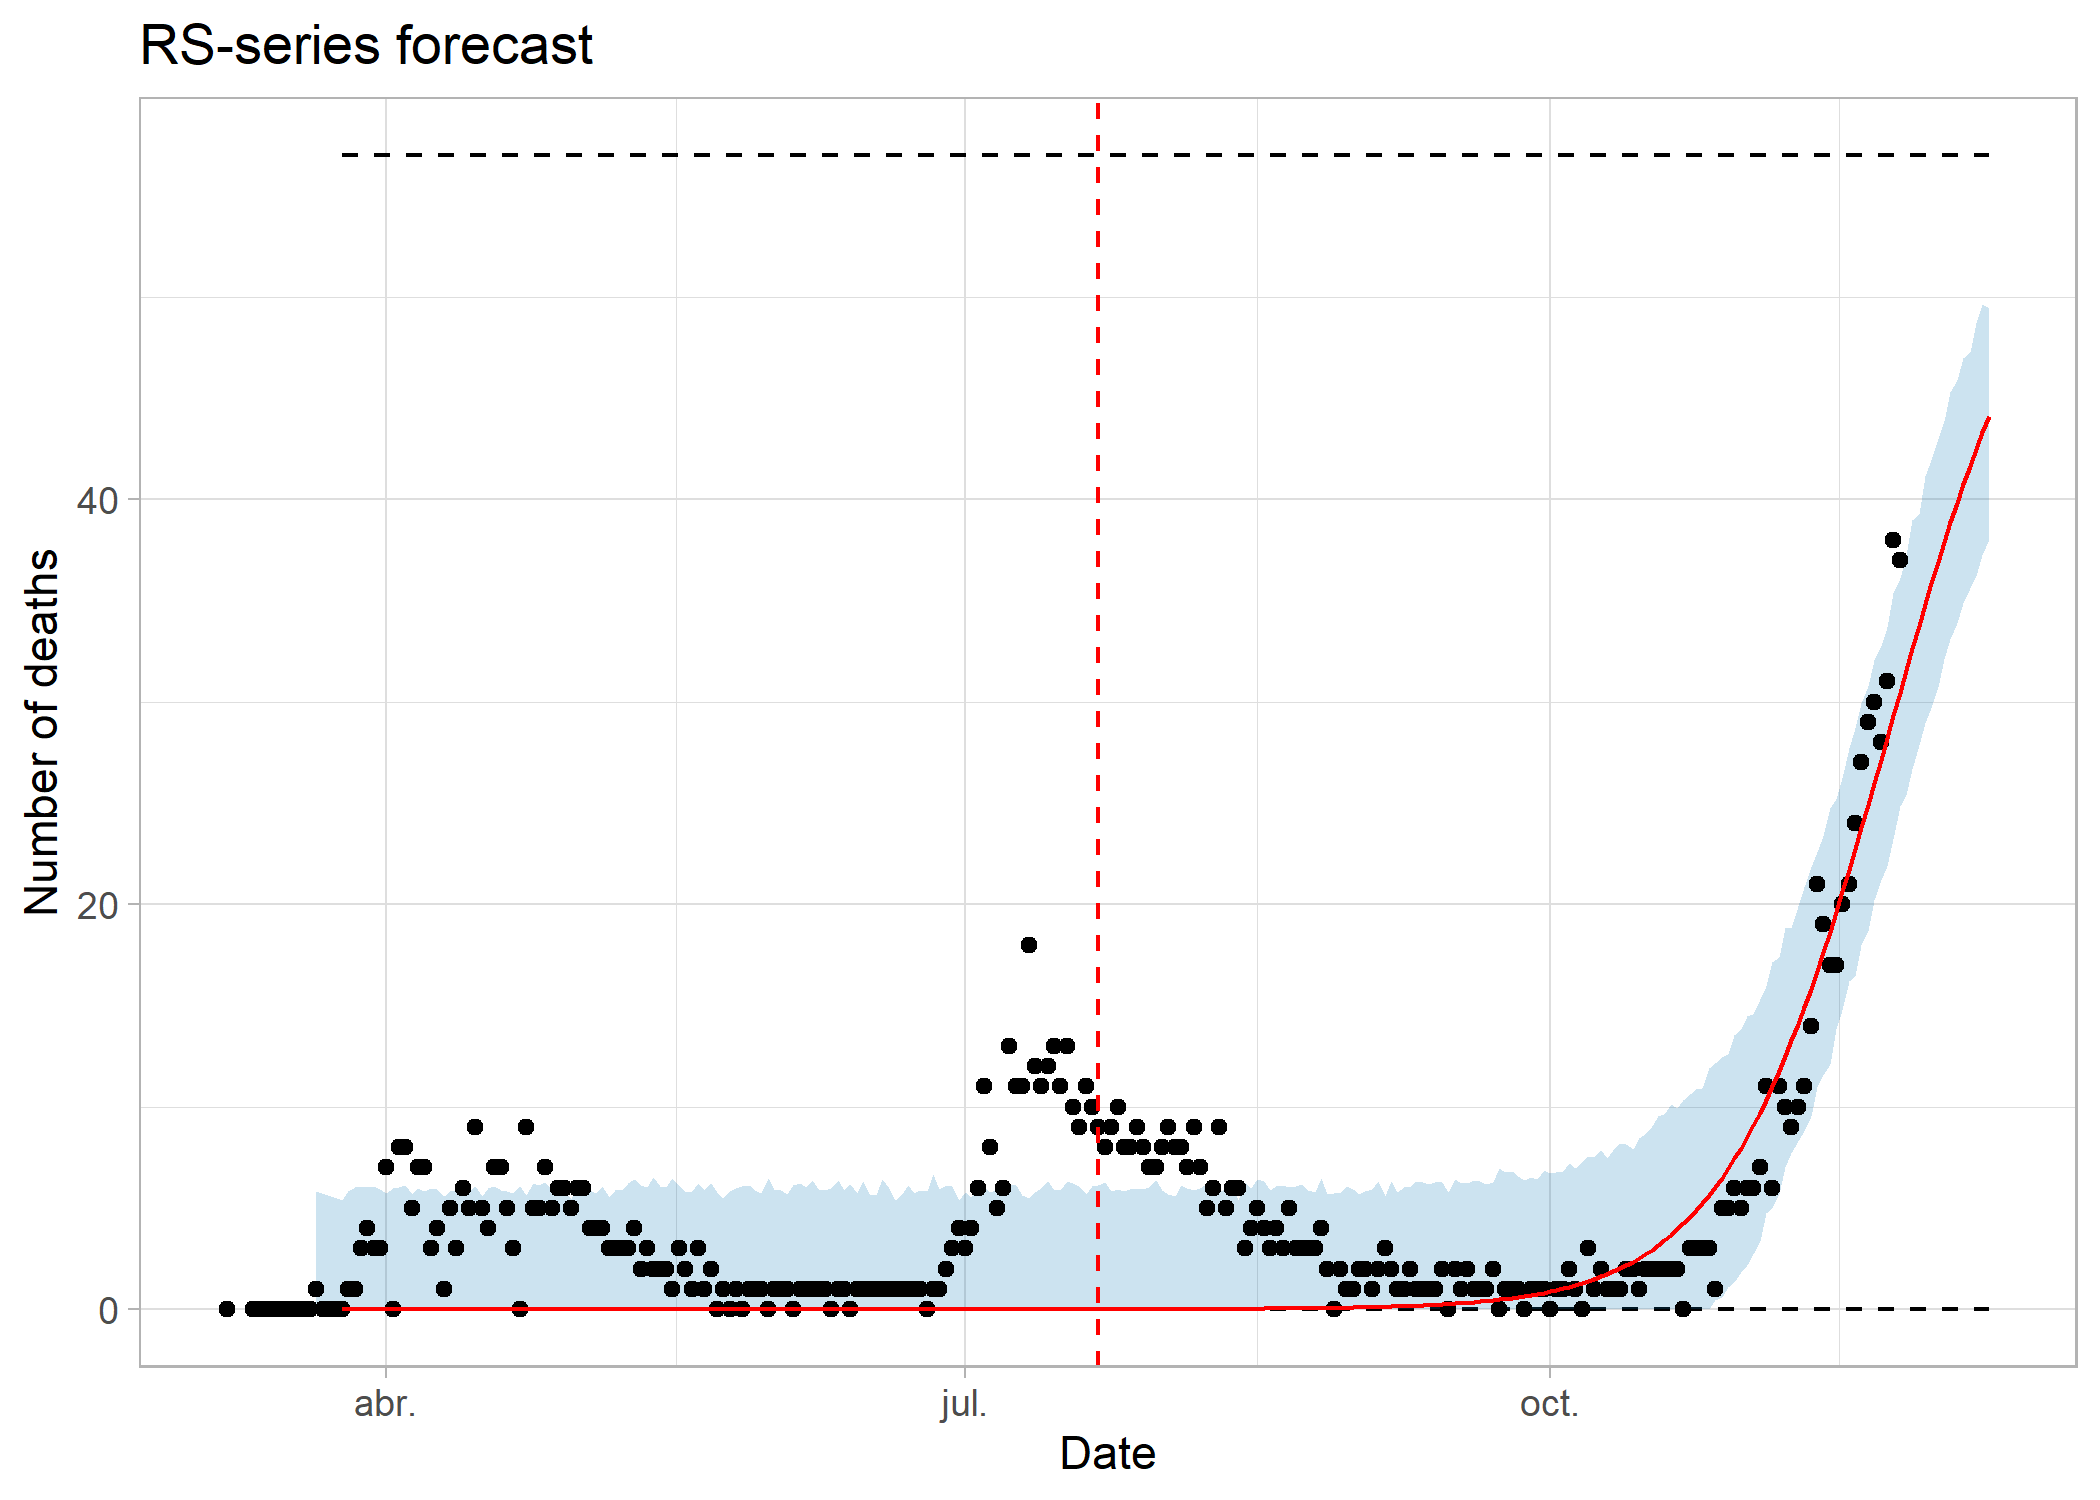 RS-series forecast
Number of deaths
40
20
0
abr.
jul.
oct.
Date